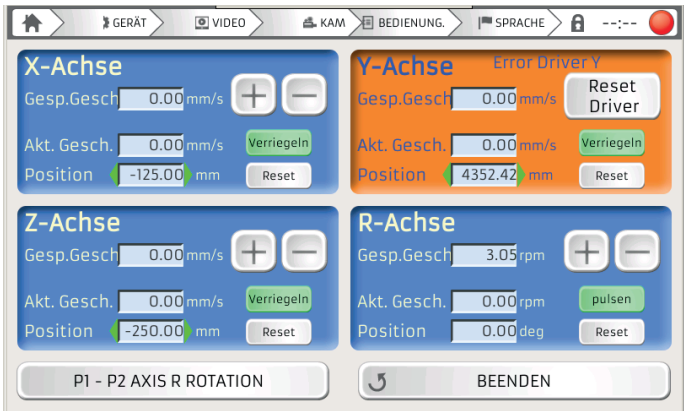 GERÄT VIDEO KAM BEDIENUNG. SPRACHE --:--
X-Achse
Gesp.Gesch 0.00 mm/s + −
Akt. Gesch. 0.00 mm/s Verriegeln
Position -125.00 mm Reset
Y-Achse Error Driver Y
Gesp.Gesch 0.00 mm/s Reset Driver
Akt. Gesch. 0.00 mm/s Verriegeln
Position 4352.42 mm Reset
Z-Achse
Gesp.Gesch 0.00 mm/s + −
Akt. Gesch. 0.00 mm/s Verriegeln
Position -250.00 mm Reset
R-Achse
Gesp.Gesch 3.05 rpm + −
Akt. Gesch. 0.00 rpm pulsen
Position 0.00 deg Reset
P1 - P2 AXIS R ROTATION BEENDEN